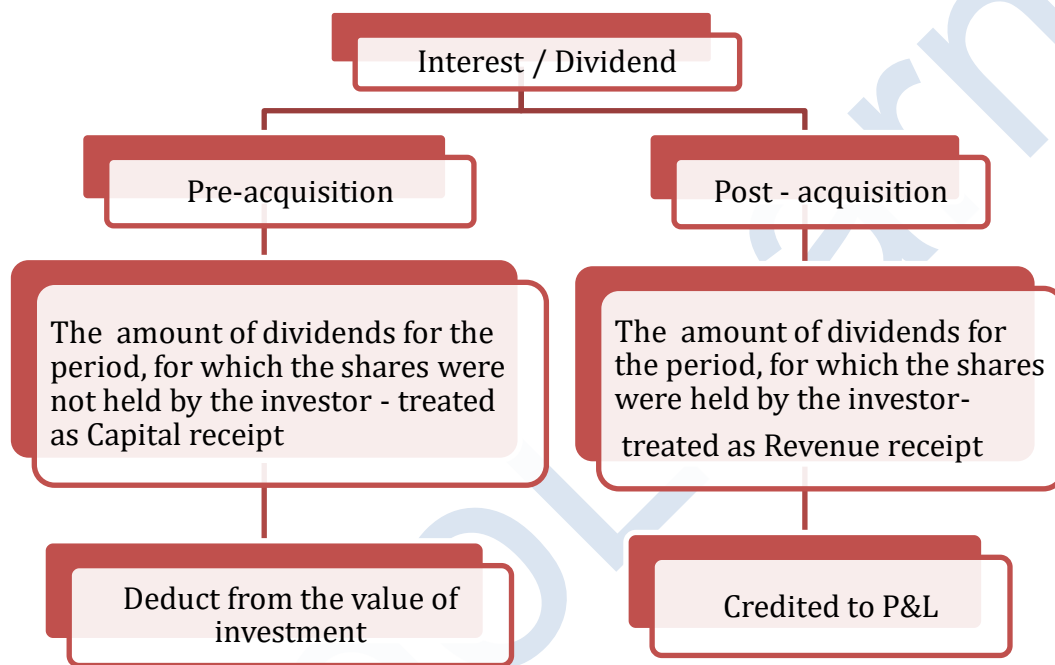 Interest / Dividend
Pre-acquisition
Post - acquisition
The amount of dividends for the
period, for which the shares were
not held by the investor - treated
as Capital receipt
The amount of dividends for
the period, for which the shares
were held by the investor-
treated as Revenue receipt
Deduct from the value of
investment
Credited to P&L